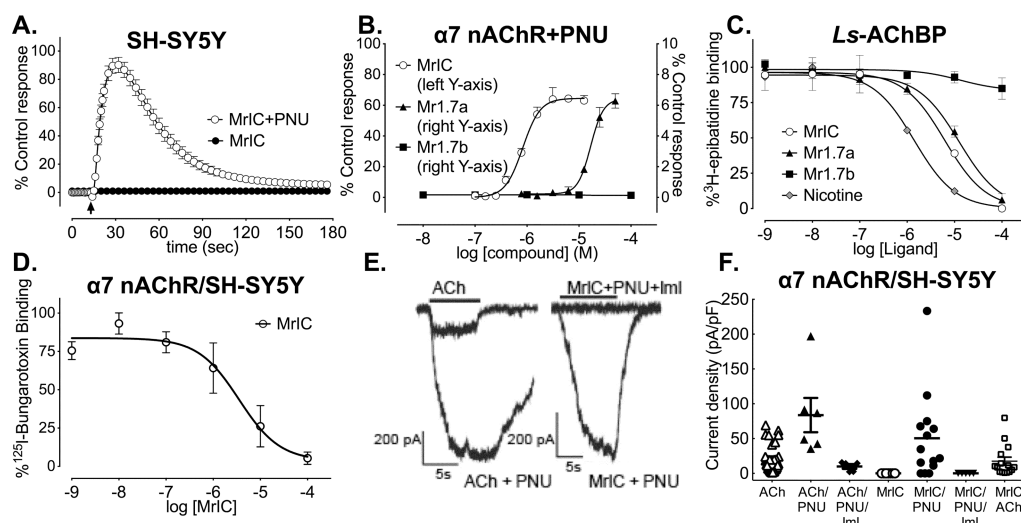 A.
SH-SY5Y
% Control response
100
80
60
40
20
0
MrIC+PNU
MrIC
0 30 60 90 120 150 180
time (sec)
B.
α7 nAChR+PNU
% Control response
100
80
60
40
20
0
MrIC
(left Y-axis)
Mr1.7a
(right Y-axis)
Mr1.7b
(right Y-axis)
10
8
6
4
2
0
% Control response
-8 -7 -6 -5 -4
log [compound] (M)
C.
Ls-AChBP
%³H-epibatidine binding
100
75
50
25
0
MrIC
Mr1.7a
Mr1.7b
Nicotine
-9 -8 -7 -6 -5 -4
log [Ligand]
D.
α7 nAChR/SH-SY5Y
%¹²⁵I-Bungarotoxin Binding
100
75
50
25
0
MrIC
-9 -8 -7 -6 -5 -4
log [MrIC]
E.
ACh
MrIC+PNU+ImI
200 pA
5s
ACh + PNU
200 pA
5s
MrIC + PNU
F.
α7 nAChR/SH-SY5Y
Current density (pA/pF)
250
200
150
100
50
0
ACh ACh/ ACh/ MrIC MrIC/ MrIC/ MrIC/
PNU PNU/ PNU PNU/ ACh
ImI ImI